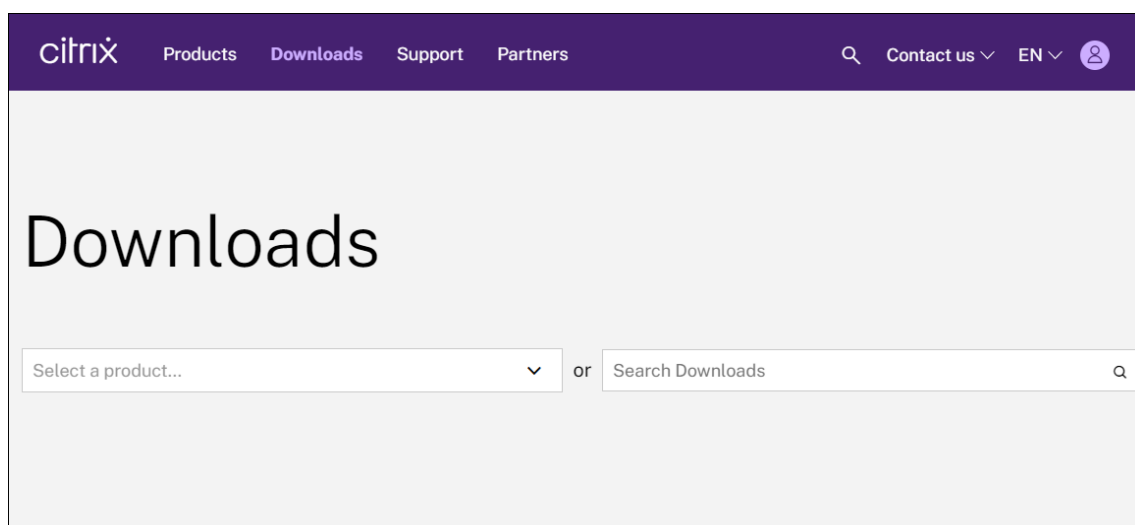 citrix Products Downloads Support Partners Contact us EN
Downloads
Select a product... or Search Downloads